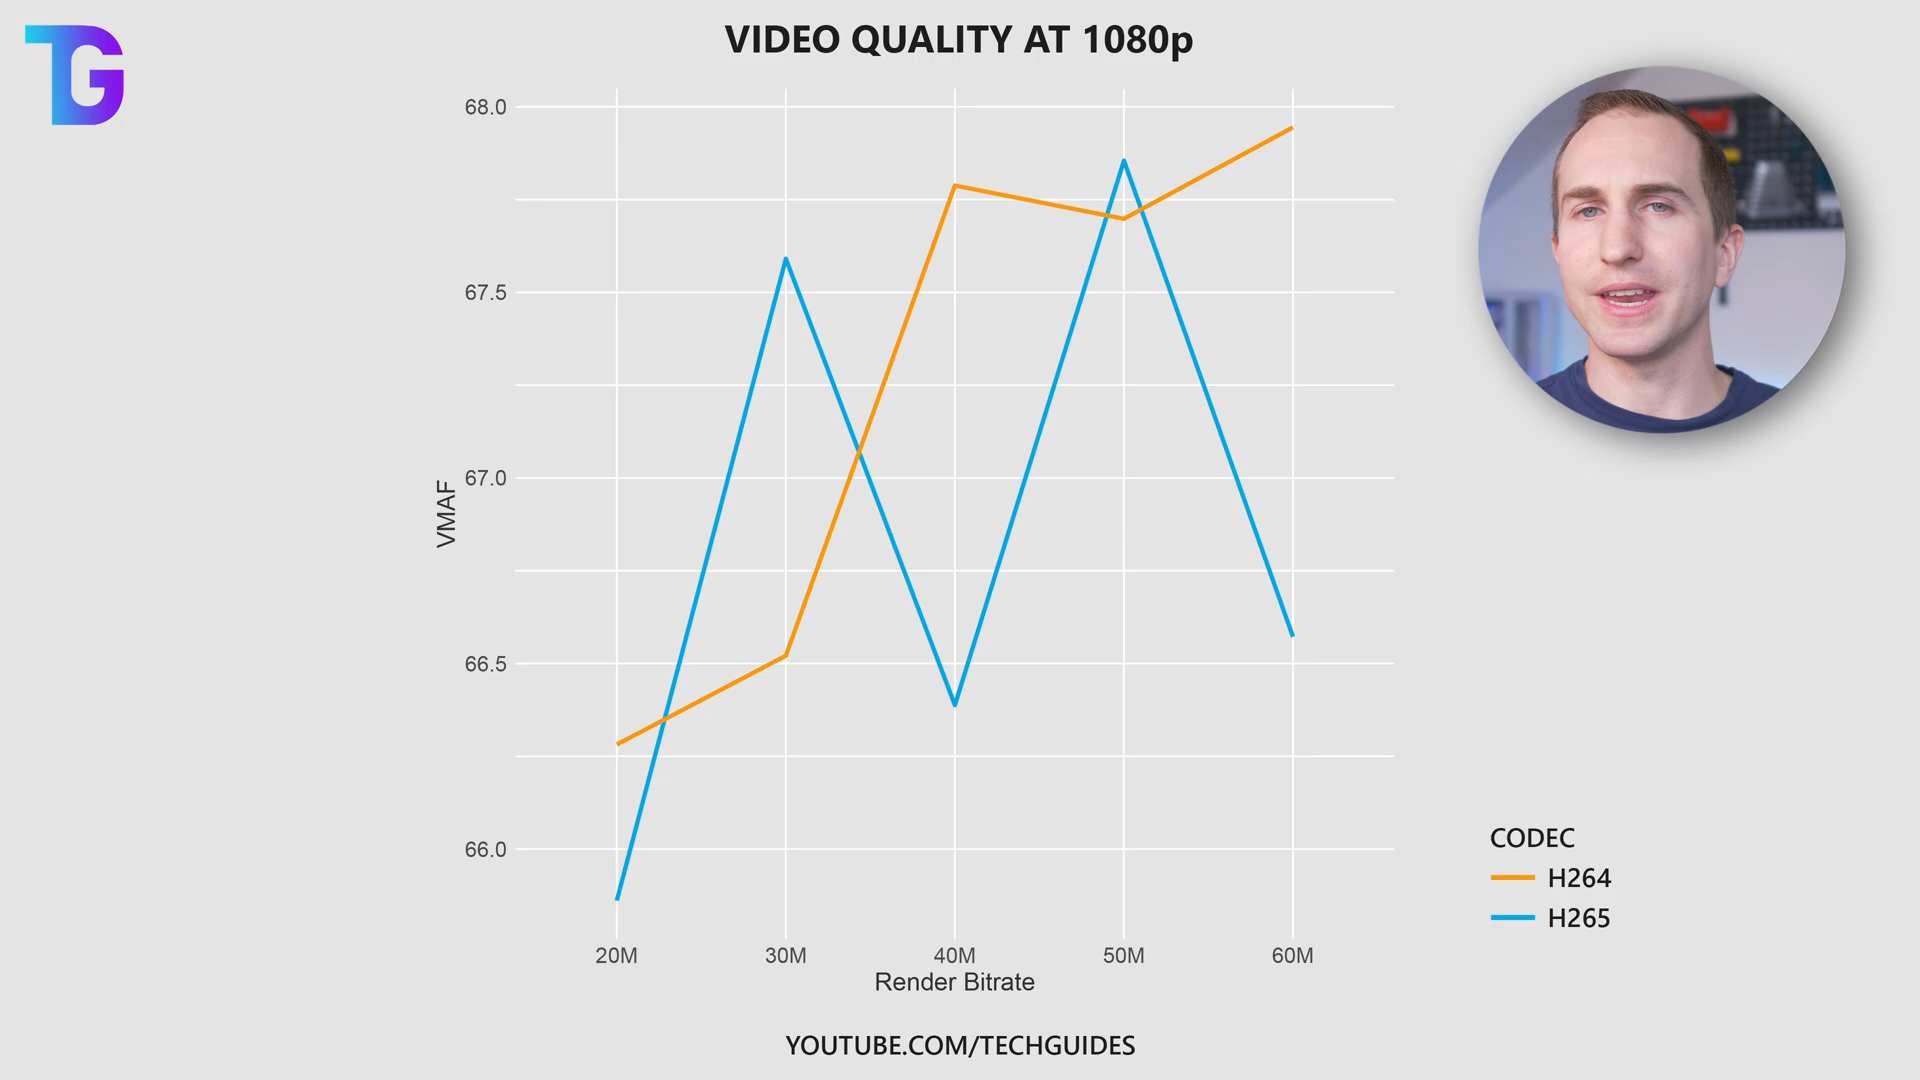 TG
VIDEO QUALITY AT 1080p
68.0
67.5
67.0
66.5
66.0
VMAF
20M 30M 40M 50M 60M
Render Bitrate
CODEC
H264
H265
YOUTUBE.COM/TECHGUIDES